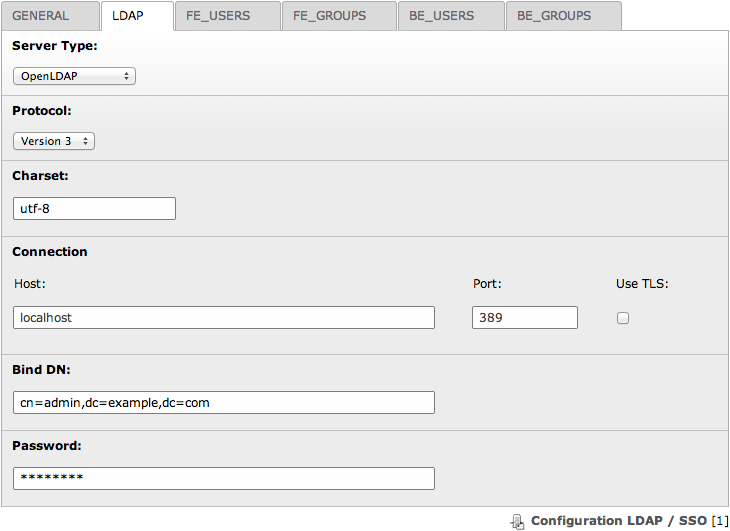 GENERAL LDAP FE_USERS FE_GROUPS BE_USERS BE_GROUPS
Server Type:
OpenLDAP
Protocol:
Version 3
Charset:
utf-8
Connection
Host: Port: Use TLS:
localhost 389
Bind DN:
cn=admin,dc=example,dc=com
Password:
********
Configuration LDAP / SSO [1]